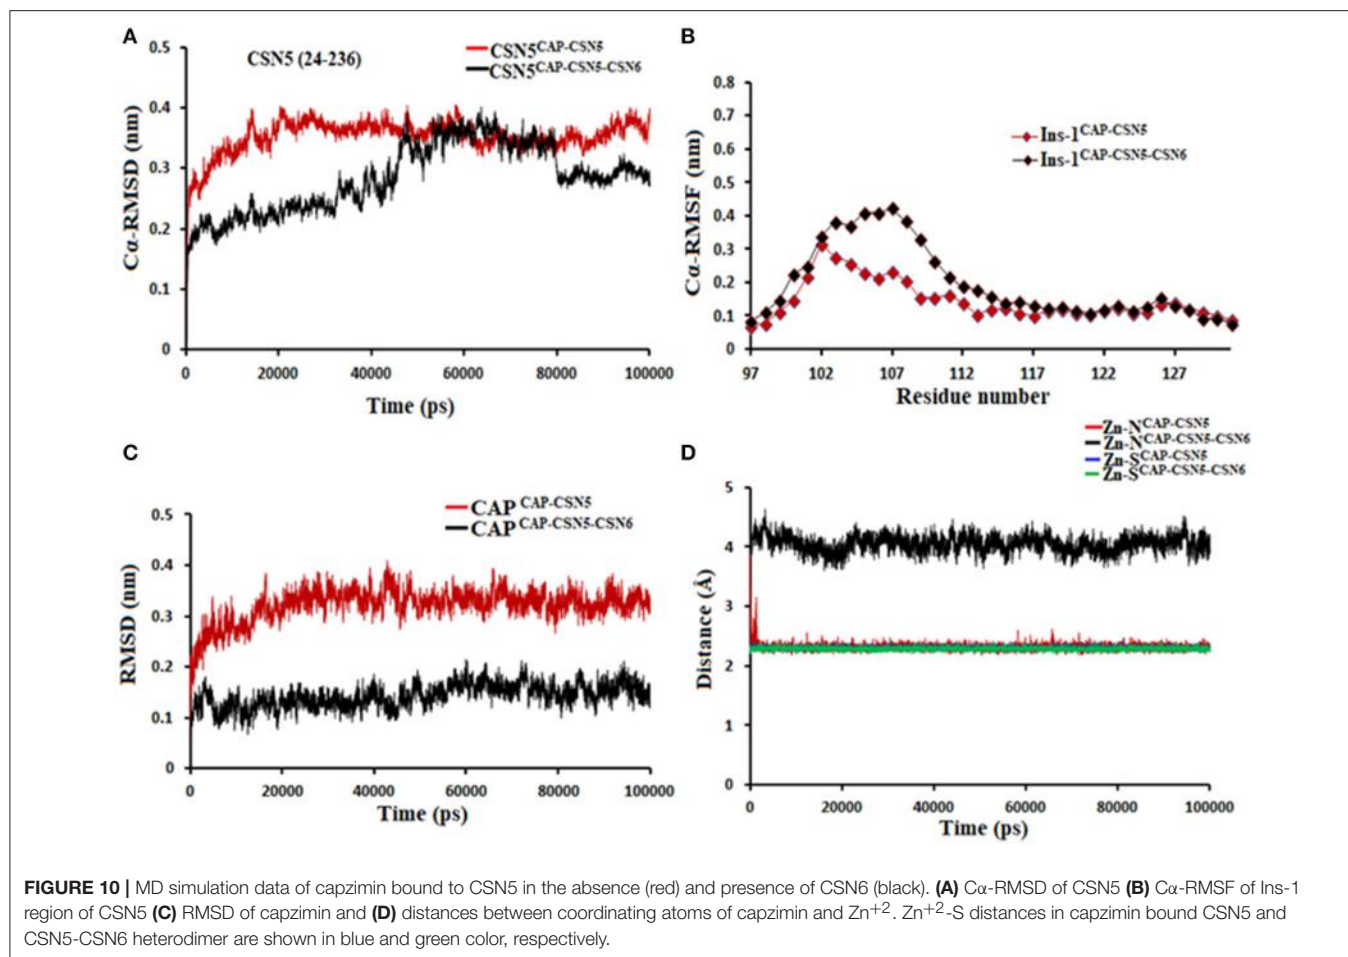 A
CSN5 (24-236)
CSN5CAP-CSN5
CSN5CAP-CSN5-CSN6
Cα-RMSD (nm)
0.5
0.4
0.3
0.2
0.1
0
0 20000 40000 60000 80000 100000
Time (ps)
B
Ins-1CAP-CSN5
Ins-1CAP-CSN5-CSN6
Cα-RMSF (nm)
0.8
0.7
0.6
0.5
0.4
0.3
0.2
0.1
0
97 102 107 112 117 122 127
Residue number
C
CAP CAP-CSN5
CAP CAP-CSN5-CSN6
RMSD (nm)
0.5
0.4
0.3
0.2
0.1
0
0 20000 40000 60000 80000 100000
Time (ps)
D
Zn-NCAP-CSN5
Zn-NCAP-CSN5-CSN6
Zn-SCAP-CSN5
Zn-SCAP-CSN5-CSN6
Distance (Å)
5
4
3
2
1
0
0 20000 40000 60000 80000 100000
Time (ps)
FIGURE 10 | MD simulation data of capzimin bound to CSN5 in the absence (red) and presence of CSN6 (black). (A) Cα-RMSD of CSN5 (B) Cα-RMSF of Ins-1
region of CSN5 (C) RMSD of capzimin and (D) distances between coordinating atoms of capzimin and Zn+2. Zn+2-S distances in capzimin bound CSN5 and
CSN5-CSN6 heterodimer are shown in blue and green color, respectively.